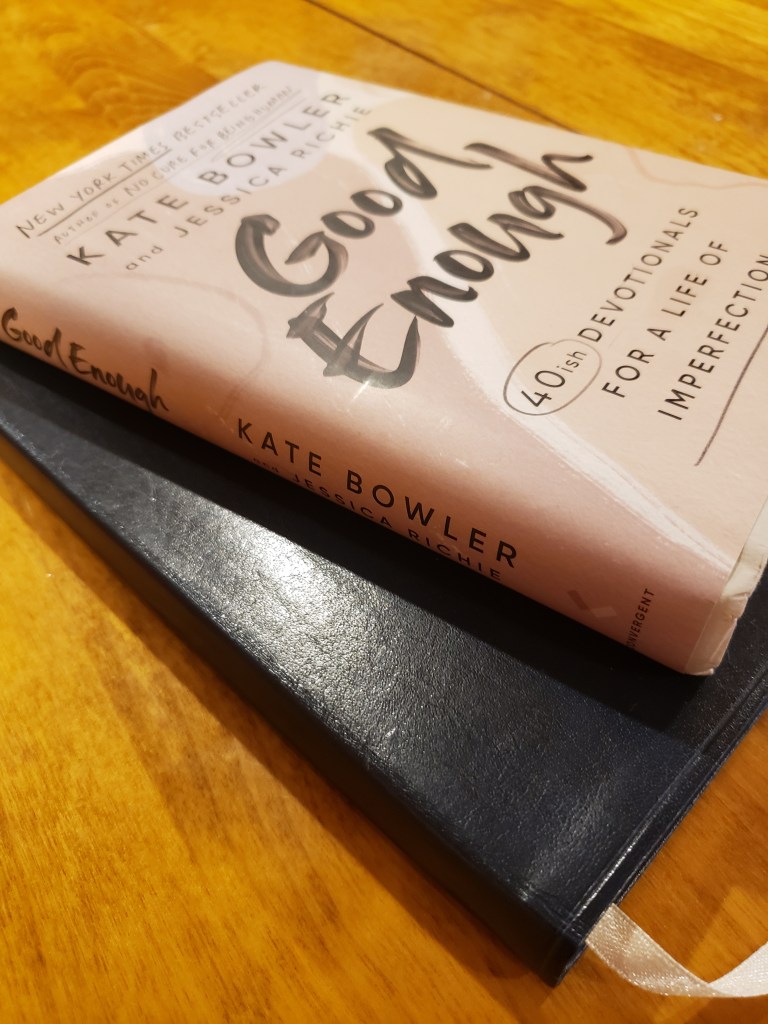 NEW YORK TIMES BESTSELLER
AUTHOR OF NO CURE FOR BEING HUMAN
KATE BOWLER
and JESSICA RICHIE
Good
Enough
40ish DEVOTIONALS
FOR A LIFE OF
IMPERFECTION
Good Enough
KATE BOWLER
and JESSICA RICHIE
CONVERGENT